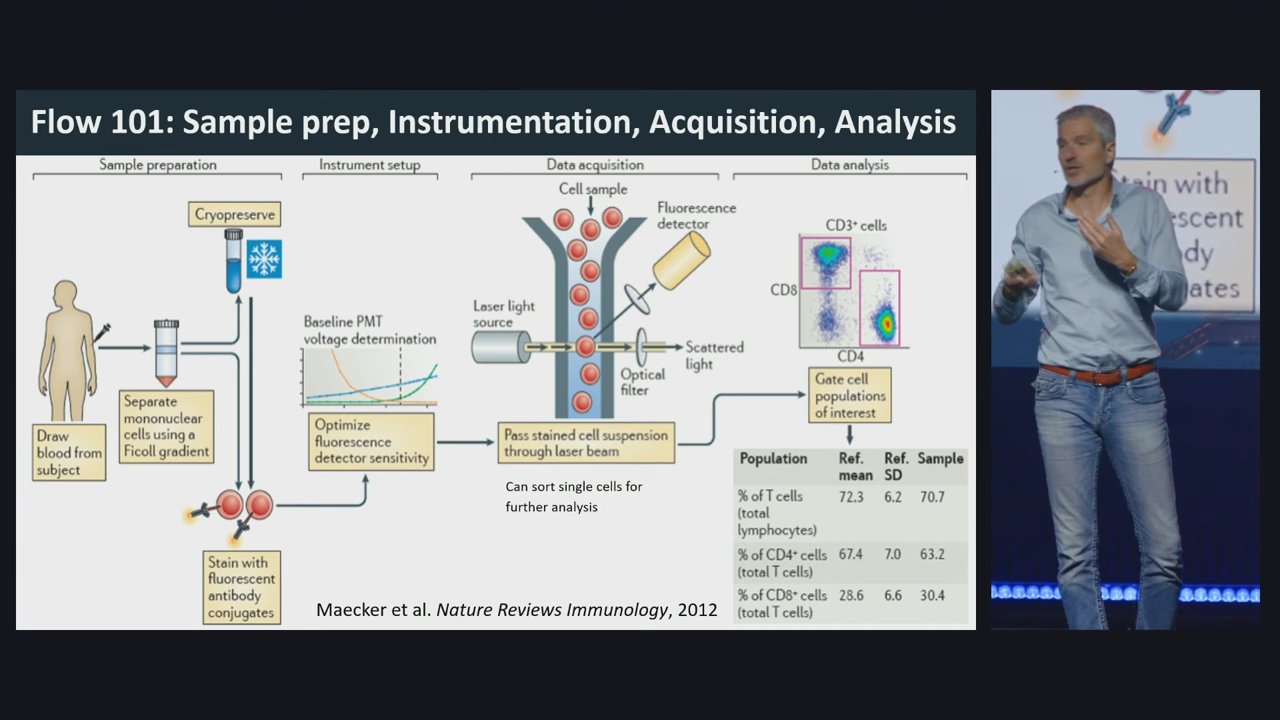 Flow 101: Sample prep, Instrumentation, Acquisition, Analysis
Sample preparation
Instrument setup
Data acquisition
Data analysis
Cryopreserve
Draw
blood from
subject
Separate
mononuclear
cells using a
Ficoll gradient
Stain with
fluorescent
antibody
conjugates
Baseline PMT
voltage determination
Optimize
fluorescence
detector sensitivity
Cell sample
Fluorescence
detector
Laser light
source
Scattered
light
Optical
filter
Pass stained cell suspension
through laser beam
Can sort single cells for
further analysis
CD3⁺ cells
CD8
CD4
Gate cell
populations
of interest
Population Ref. Ref. Sample
mean SD
% of T cells 72.3 6.2 70.7
(total
lymphocytes)
% of CD4⁺ cells 67.4 7.0 63.2
(total T cells)
% of CD8⁺ cells 28.6 6.6 30.4
(total T cells)
Maecker et al. Nature Reviews Immunology, 2012
tain with
escent
dy
ates